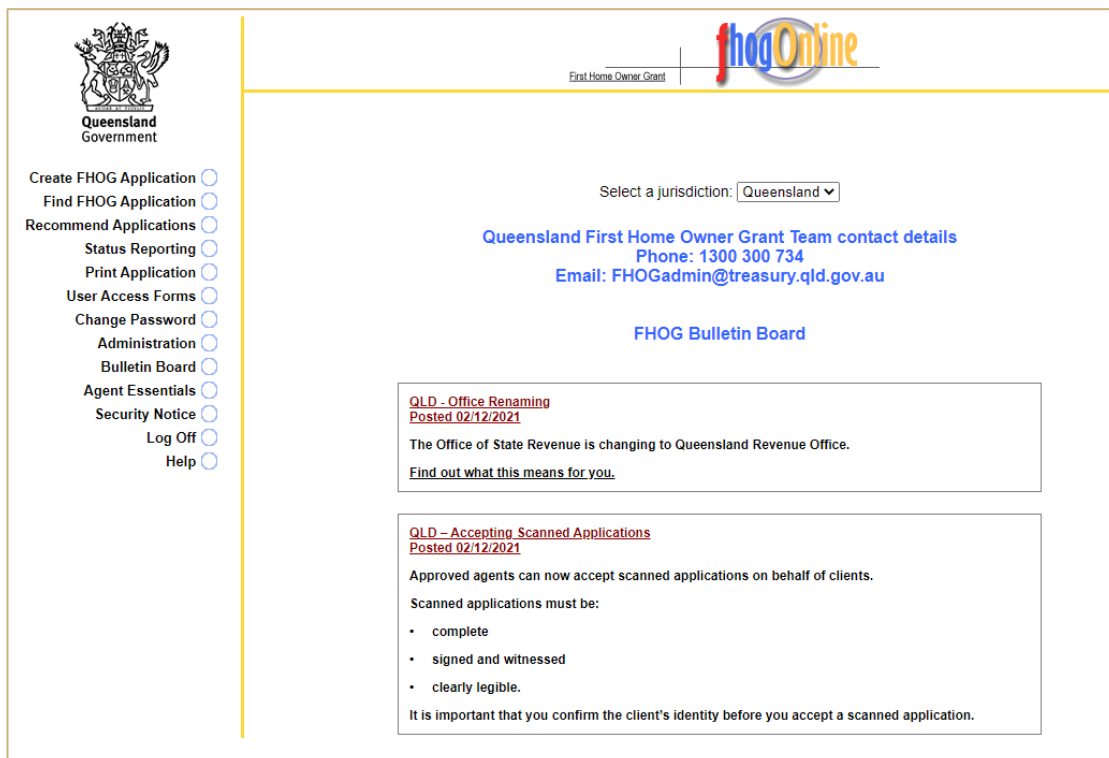 Queensland
Government
Create FHOG Application
Find FHOG Application
Recommend Applications
Status Reporting
Print Application
User Access Forms
Change Password
Administration
Bulletin Board
Agent Essentials
Security Notice
Log Off
Help
First Home Owner Grant
fhogOnline
Select a jurisdiction: Queensland
Queensland First Home Owner Grant Team contact details
Phone: 1300 300 734
Email: FHOGadmin@treasury.qld.gov.au
FHOG Bulletin Board
QLD - Office Renaming
Posted 02/12/2021
The Office of State Revenue is changing to Queensland Revenue Office.
Find out what this means for you.
QLD – Accepting Scanned Applications
Posted 02/12/2021
Approved agents can now accept scanned applications on behalf of clients.
Scanned applications must be:
• complete
• signed and witnessed
• clearly legible.
It is important that you confirm the client's identity before you accept a scanned application.